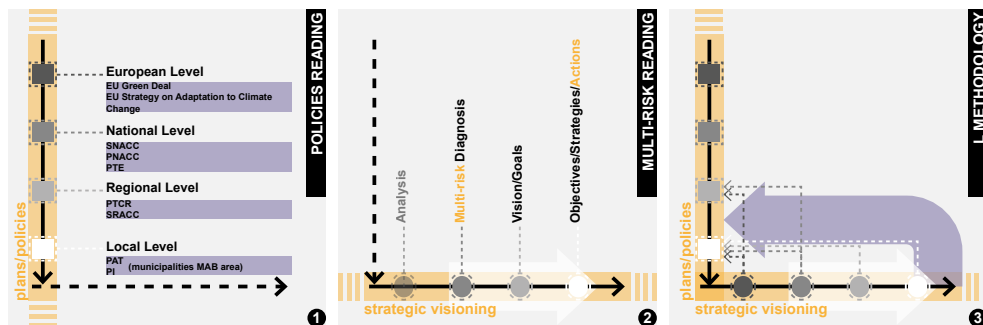 POLICIES READING
European Level
EU Green Deal
EU Strategy on Adaptation to Climate
Change
National Level
SNACC
PNACC
PTE
Regional Level
PTCR
SRACC
Local Level
PAT
PI (municipalities MAB area)
plans/policies
1
MULTI-RISK READING
Analysis
Multi-risk Diagnosis
Vision/Goals
Objectives/Strategies/Actions
strategic visioning
2
L-METHODOLOGY
plans/policies
strategic visioning
3